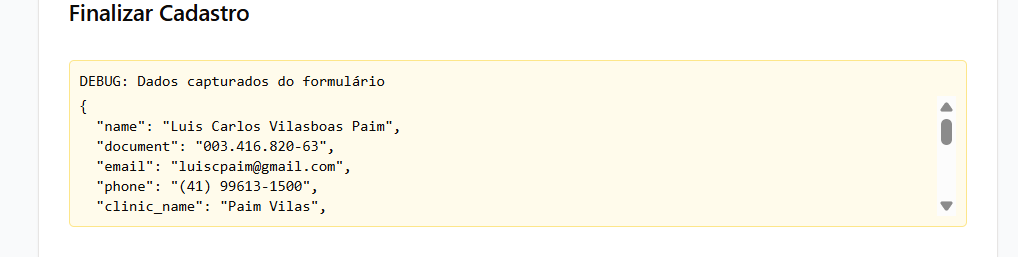 Finalizar Cadastro
DEBUG: Dados capturados do formulário
{
"name": "Luis Carlos Vilasboas Paim",
"document": "003.416.820-63",
"email": "luiscpaim@gmail.com",
"phone": "(41) 99613-1500",
"clinic_name": "Paim Vilas",